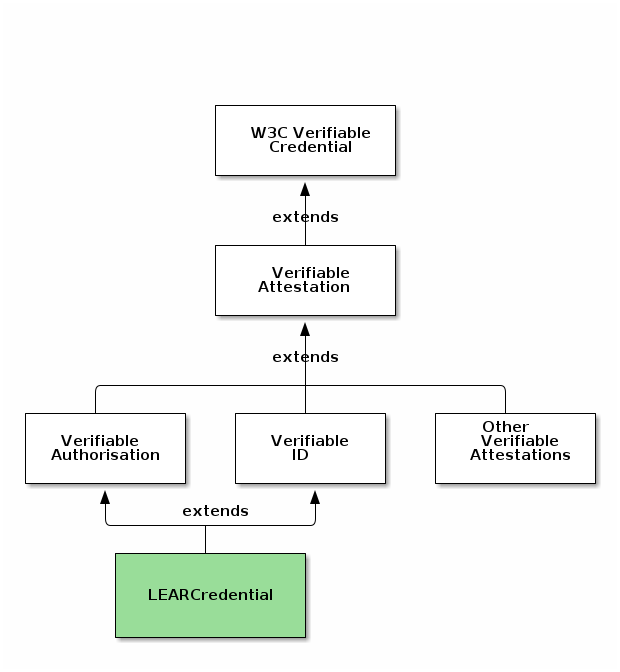 W3C Verifiable
Credential
extends
Verifiable
Attestation
extends
Verifiable
Authorisation
Verifiable
ID
Other
Verifiable
Attestations
extends
LEARCredential